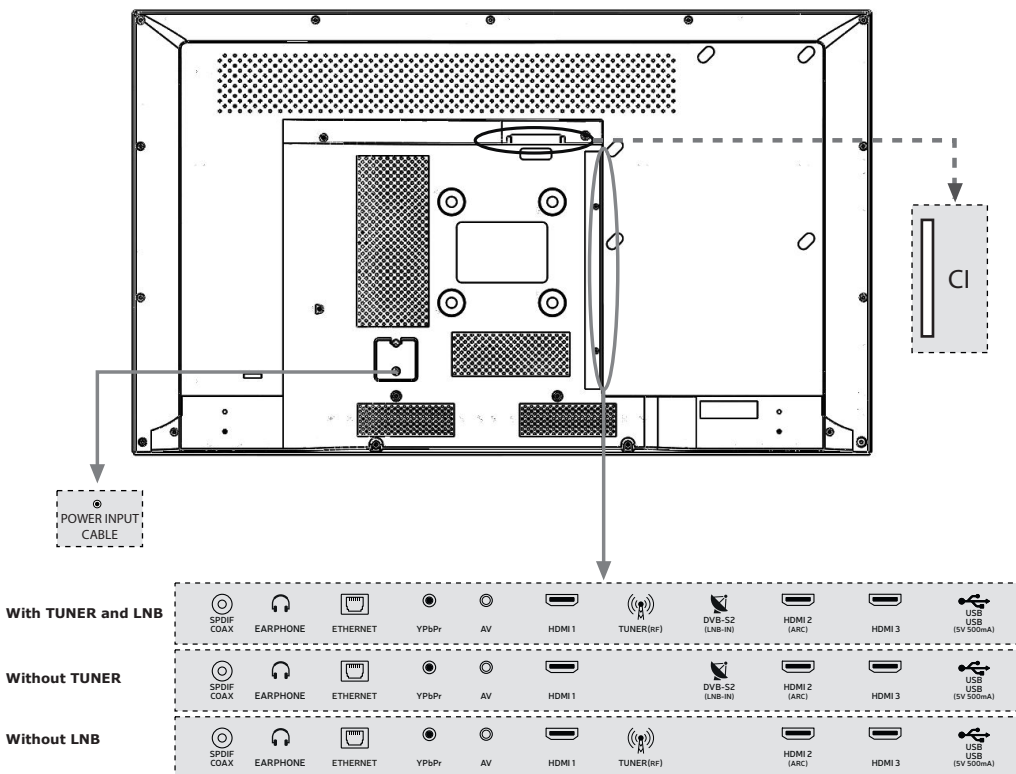 CI
POWER INPUT
CABLE
With TUNER and LNB
SPDIF
COAX
EARPHONE
ETHERNET
YPbPr
AV
HDMI 1
TUNER(RF)
DVB-S2
(LNB-IN)
HDMI 2
(ARC)
HDMI 3
USB
USB
(5V 500mA)
Without TUNER
SPDIF
COAX
EARPHONE
ETHERNET
YPbPr
AV
HDMI 1
DVB-S2
(LNB-IN)
HDMI 2
(ARC)
HDMI 3
USB
USB
(5V 500mA)
Without LNB
SPDIF
COAX
EARPHONE
ETHERNET
YPbPr
AV
HDMI 1
TUNER(RF)
HDMI 2
(ARC)
HDMI 3
USB
USB
(5V 500mA)